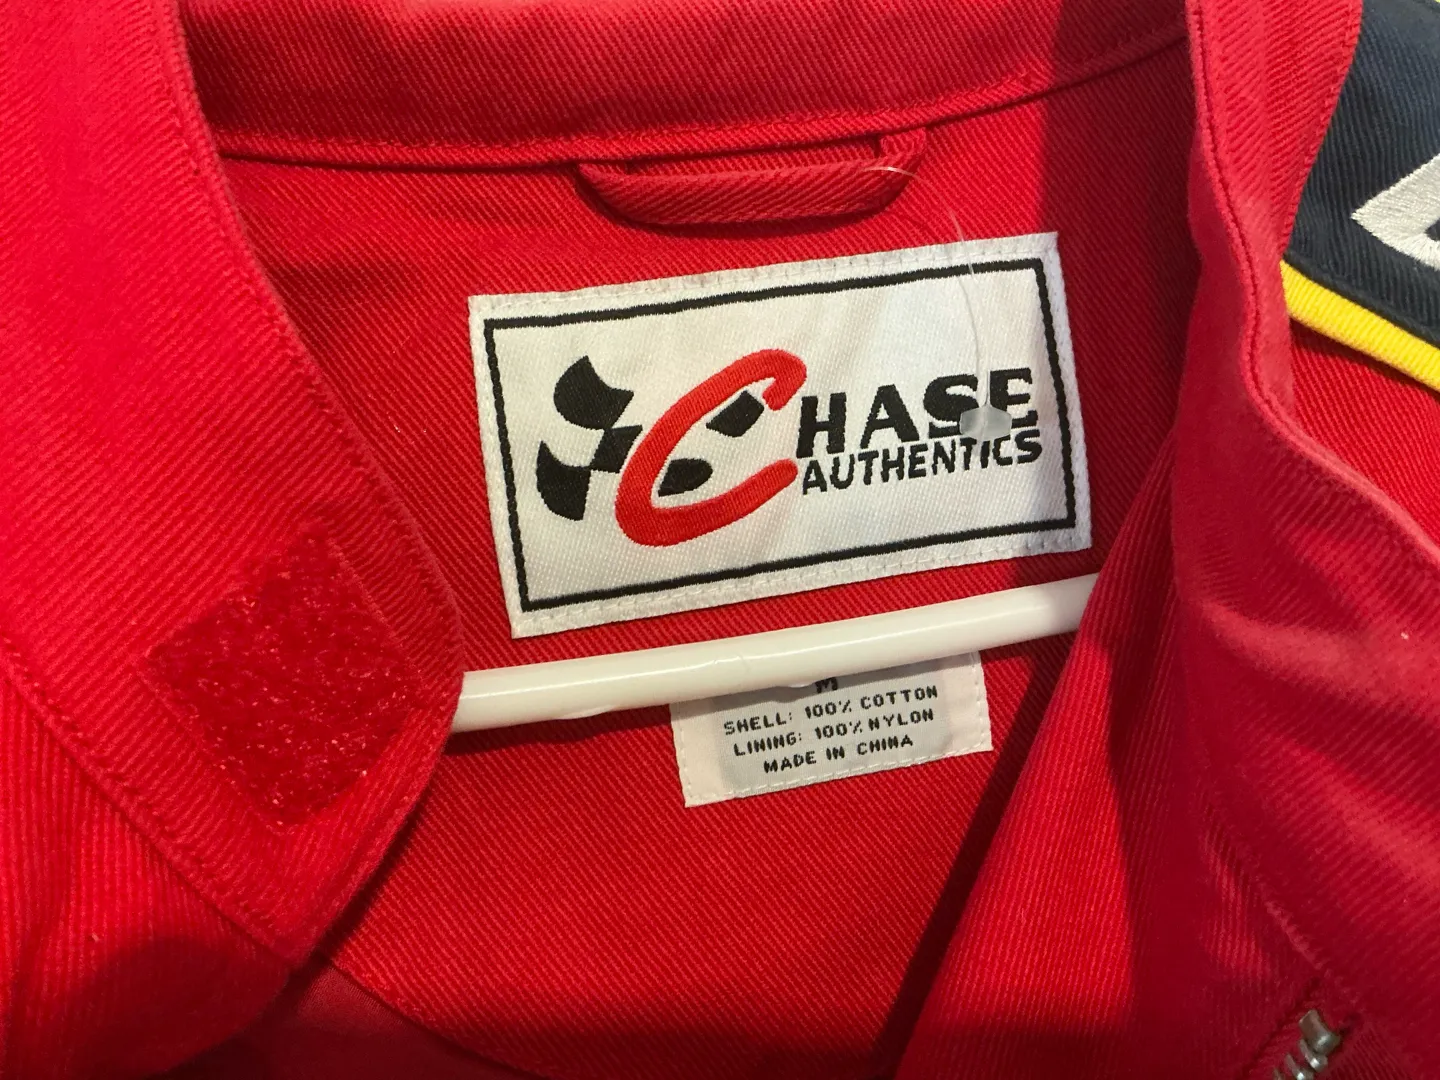 CHASE
AUTHENTICS
M
SHELL: 100% COTTON
LINING: 100% NYLON
MADE IN CHINA